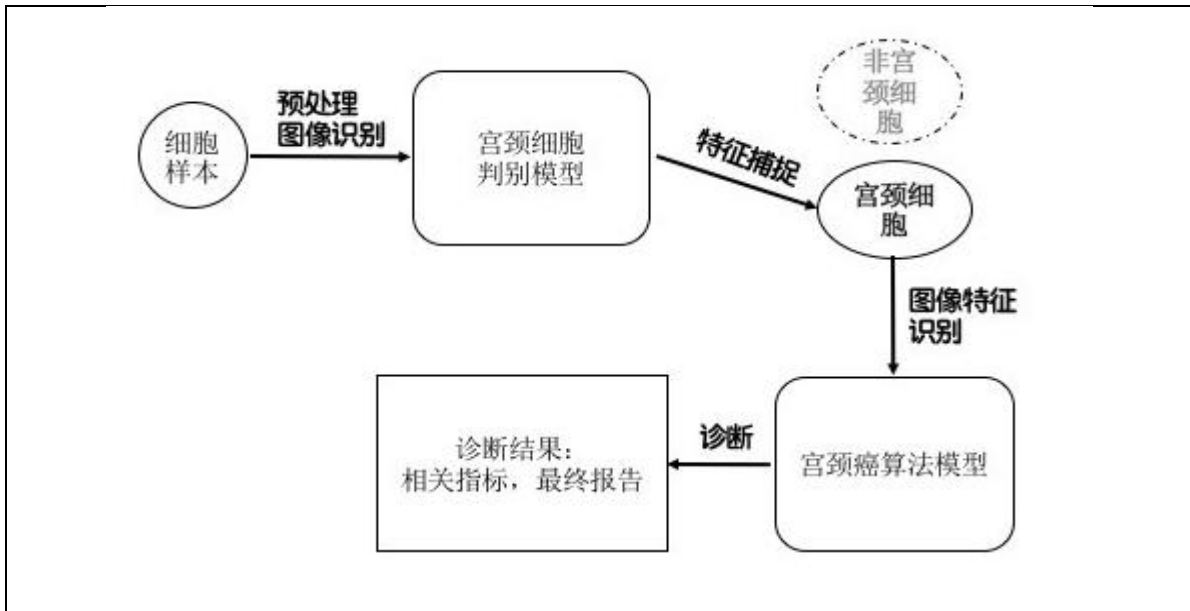 细胞
样本
预处理
图像识别
宫颈细胞
判别模型
特征捕捉
非宫
颈细
胞
宫颈细
胞
图像特征
识别
宫颈癌算法模型
诊断
诊断结果：
相关指标，最终报告